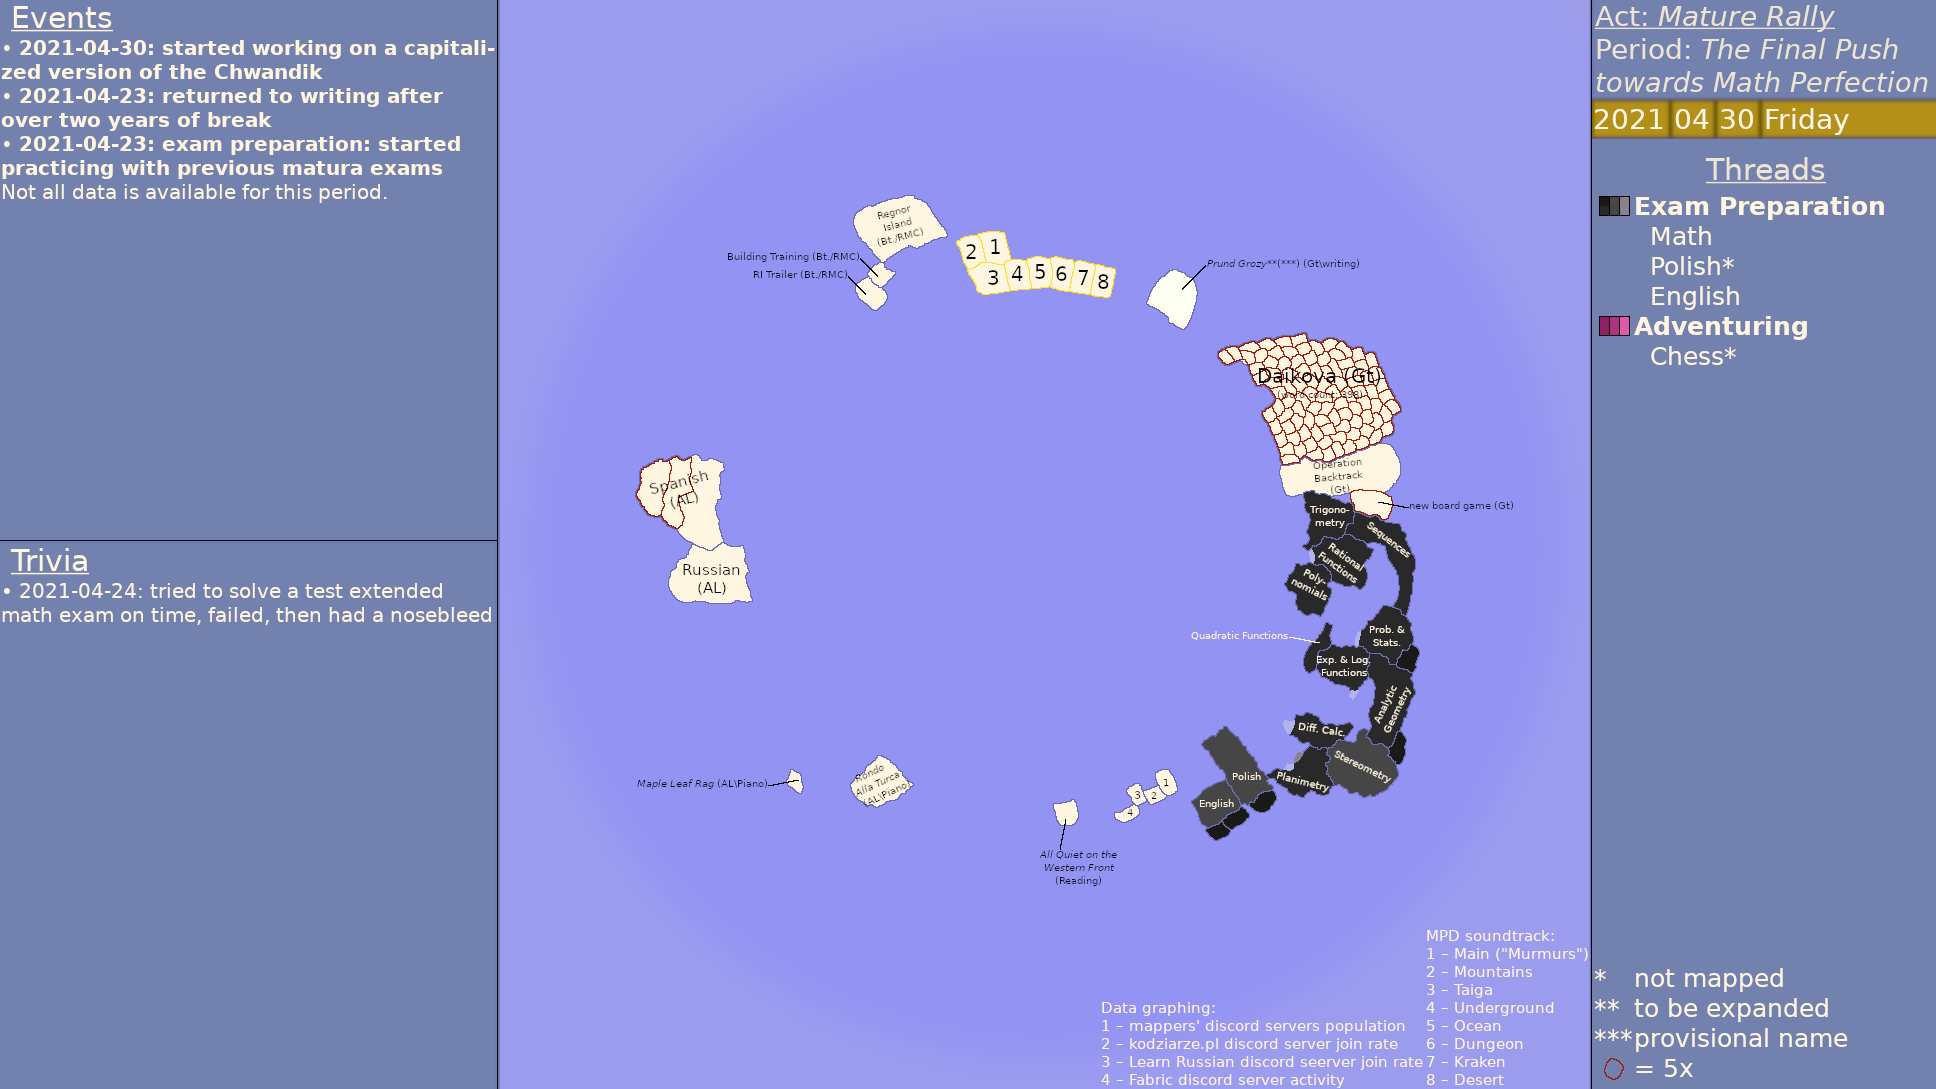 Events
• 2021-04-30: started working on a capitali-
zed version of the Chwandik
• 2021-04-23: returned to writing after
over two years of break
• 2021-04-23: exam preparation: started
practicing with previous matura exams
Not all data is available for this period.
Trivia
• 2021-04-24: tried to solve a test extended
math exam on time, failed, then had a nosebleed
Regnor
Island
(Bt./RMC)
Building Training (Bt./RMC)
RI Trailer (Bt./RMC)
2 1
3 4 5 6 7 8
Prund Grozy**(***) (Gt\writing)
Daikova (Gt)
(word count: 398)
Operation
Backtrack
(Gt)
new board game (Gt)
Spanish
(AL)
Russian
(AL)
Trigono-
metry
Sequences
Rational
Functions
Poly-
nomials
Quadratic Functions
Prob. &
Stats.
Exp. & Log.
Functions
Analytic
Geometry
Diff. Calc.
Stereometry
Planimetry
Polish
English
Maple Leaf Rag (AL\Piano)
Rondo
Alla Turca
(AL\Piano)
1
3 2
4
All Quiet on the
Western Front
(Reading)
Data graphing:
1 – mappers' discord servers population
2 – kodziarze.pl discord server join rate
3 – Learn Russian discord seerver join rate
4 – Fabric discord server activity
MPD soundtrack:
1 – Main ("Murmurs")
2 – Mountains
3 – Taiga
4 – Underground
5 – Ocean
6 – Dungeon
7 – Kraken
8 – Desert
Act: Mature Rally
Period: The Final Push
towards Math Perfection
2021 04 30 Friday
Threads
Exam Preparation
Math
Polish*
English
Adventuring
Chess*
* not mapped
** to be expanded
***provisional name
= 5x